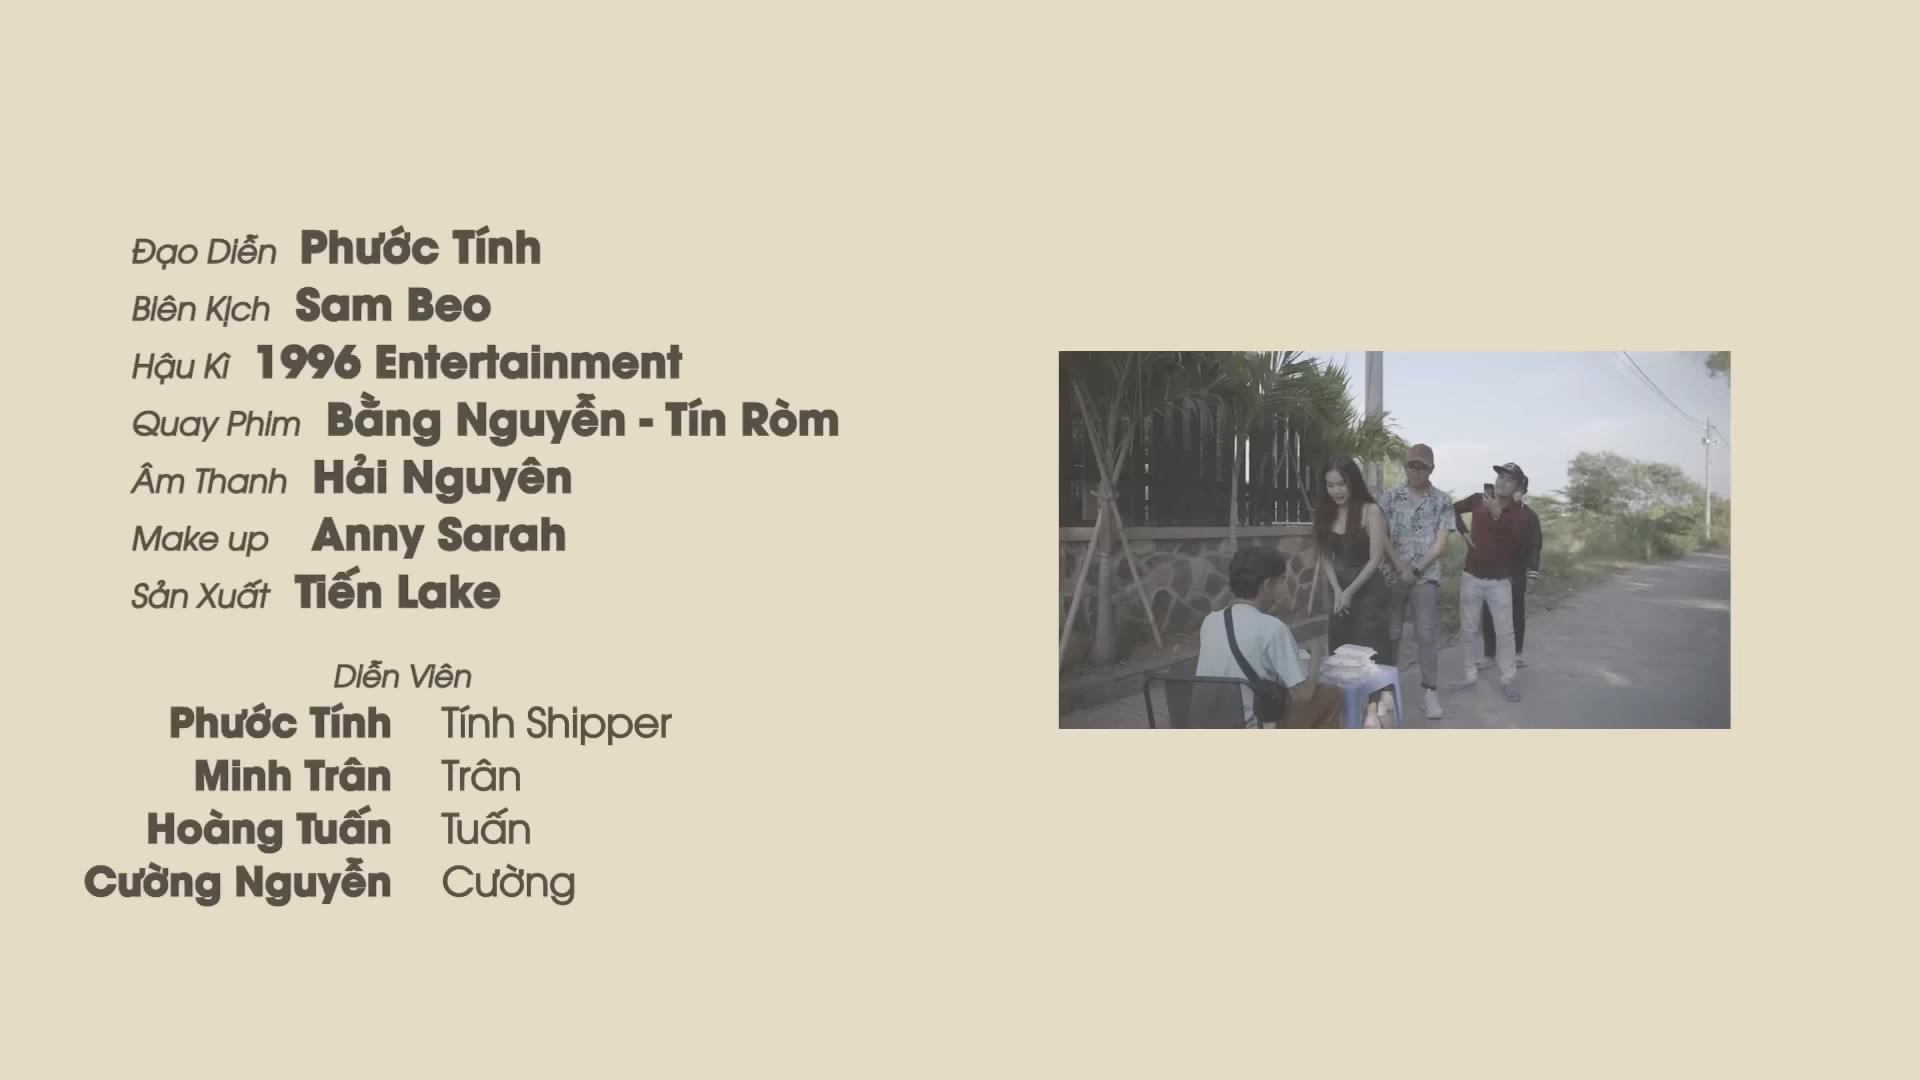 Đạo Diễn Phước Tính
Biên Kịch Sam Beo
Hậu Kì 1996 Entertainment
Quay Phim Bằng Nguyễn - Tín Ròm
Âm Thanh Hải Nguyên
Make up Anny Sarah
Sản Xuất Tiến Lake
Diễn Viên
Phước Tính Tính Shipper
Minh Trân Trân
Hoàng Tuấn Tuấn
Cường Nguyễn Cường